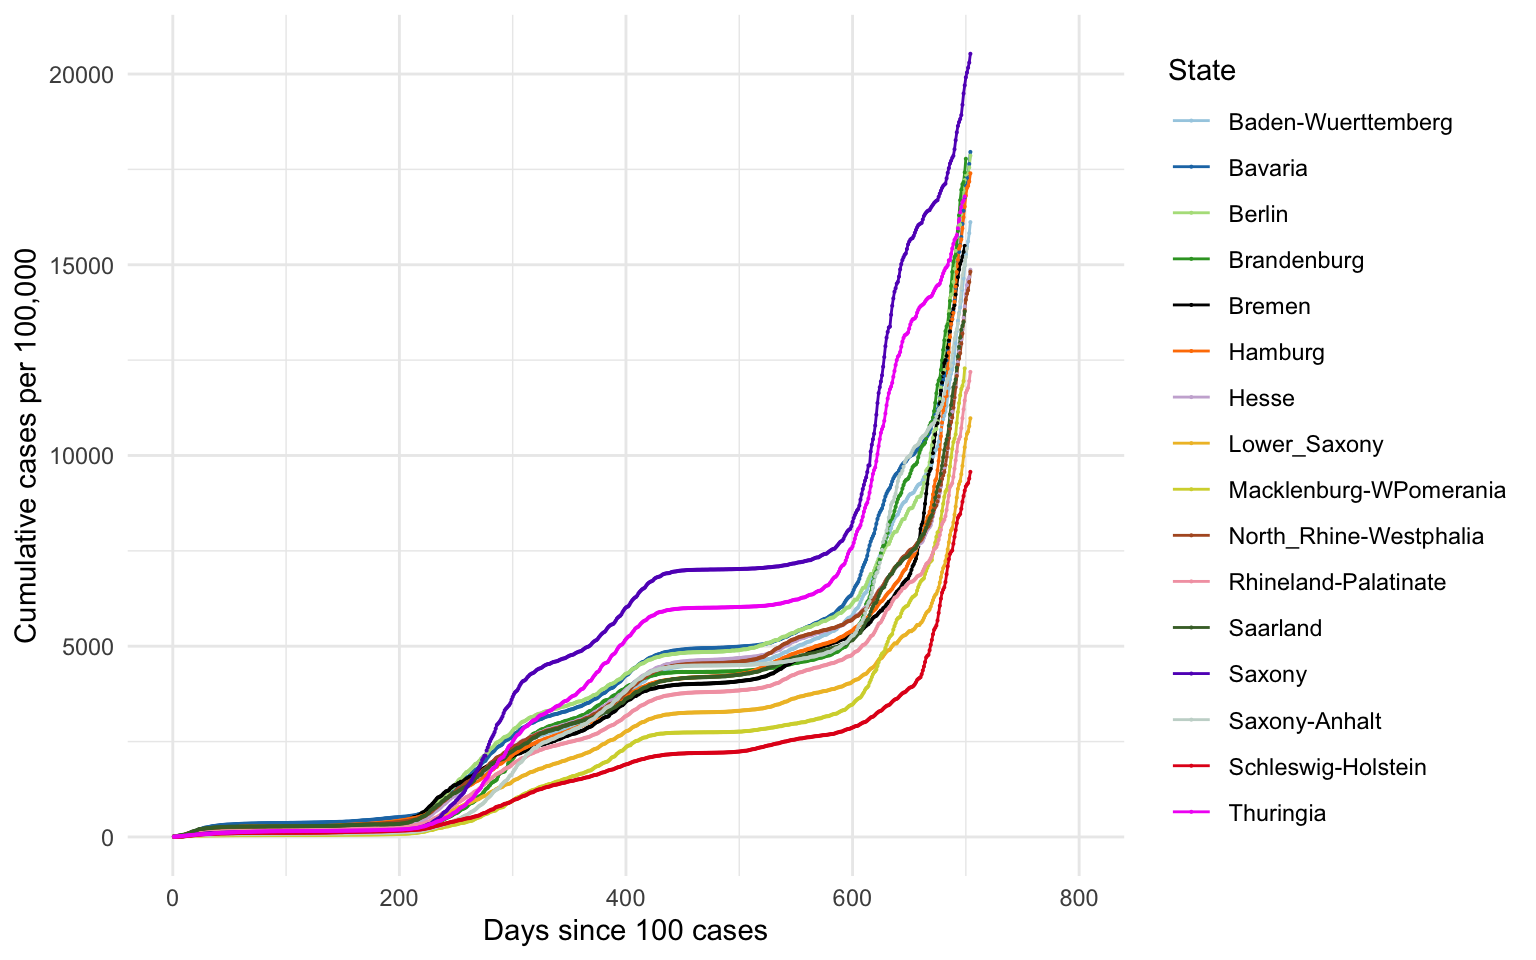 20000
15000
10000
5000
0
Cumulative cases per 100,000
0 200 400 600 800
Days since 100 cases
State
Baden-Wuerttemberg
Bavaria
Berlin
Brandenburg
Bremen
Hamburg
Hesse
Lower_Saxony
Macklenburg-WPomerania
North_Rhine-Westphalia
Rhineland-Palatinate
Saarland
Saxony
Saxony-Anhalt
Schleswig-Holstein
Thuringia